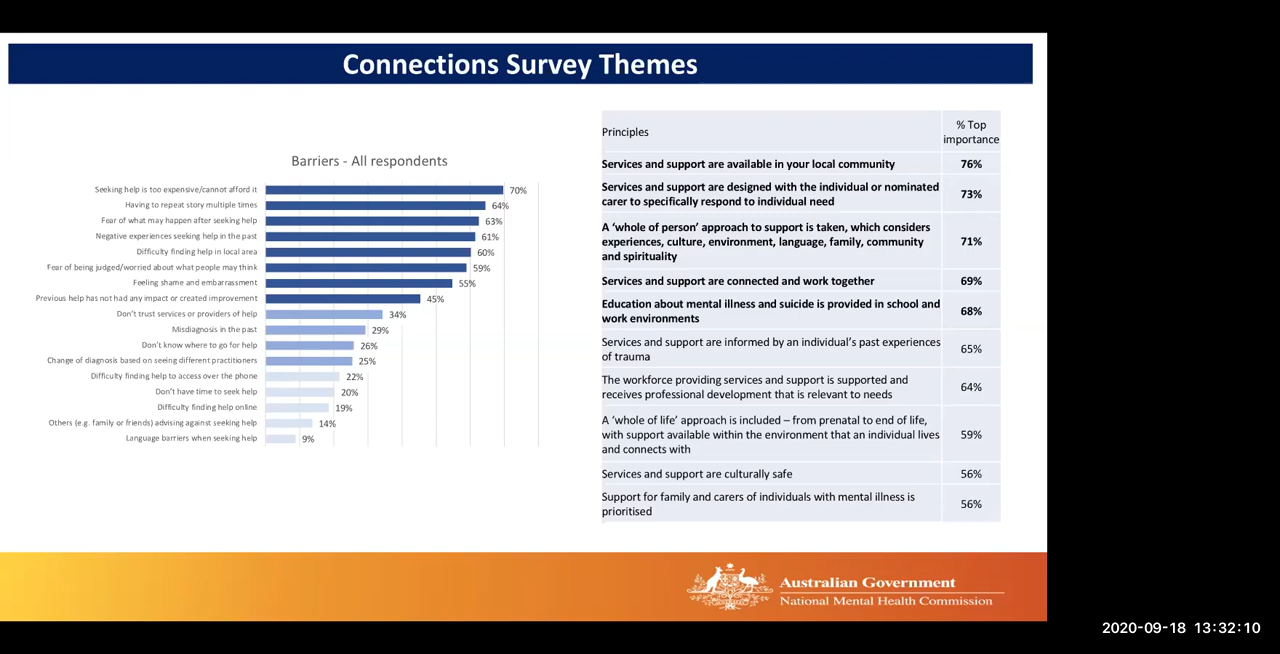 Connections Survey Themes
Barriers - All respondents
Seeking help is too expensive/cannot afford it 70%
Having to repeat story multiple times 64%
Fear of what may happen after seeking help 63%
Negative experiences seeking help in the past 61%
Difficulty finding help in local area 60%
Fear of being judged/worried about what people may think 59%
Feeling shame and embarrassment 55%
Previous help has not had any impact or created improvement 45%
Don't trust services or providers of help 34%
Misdiagnosis in the past 29%
Don't know where to go for help 26%
Change of diagnosis based on seeing different practitioners 25%
Difficulty finding help to access over the phone 22%
Don't have time to seek help 20%
Difficulty finding help online 19%
Others (e.g. family or friends) advising against seeking help 14%
Language barriers when seeking help 9%
Principles
% Top
importance
Services and support are available in your local community 76%
Services and support are designed with the individual or nominated
carer to specifically respond to individual need
73%
A ‘whole of person’ approach to support is taken, which considers
experiences, culture, environment, language, family, community
and spirituality
71%
Services and support are connected and work together 69%
Education about mental illness and suicide is provided in school and
work environments
68%
Services and support are informed by an individual’s past experiences
of trauma
65%
The workforce providing services and support is supported and
receives professional development that is relevant to needs
64%
A ‘whole of life’ approach is included – from prenatal to end of life,
with support available within the environment that an individual lives
and connects with
59%
Services and support are culturally safe 56%
Support for family and carers of individuals with mental illness is
prioritised
56%
Australian Government
National Mental Health Commission
2020-09-18 13:32:10